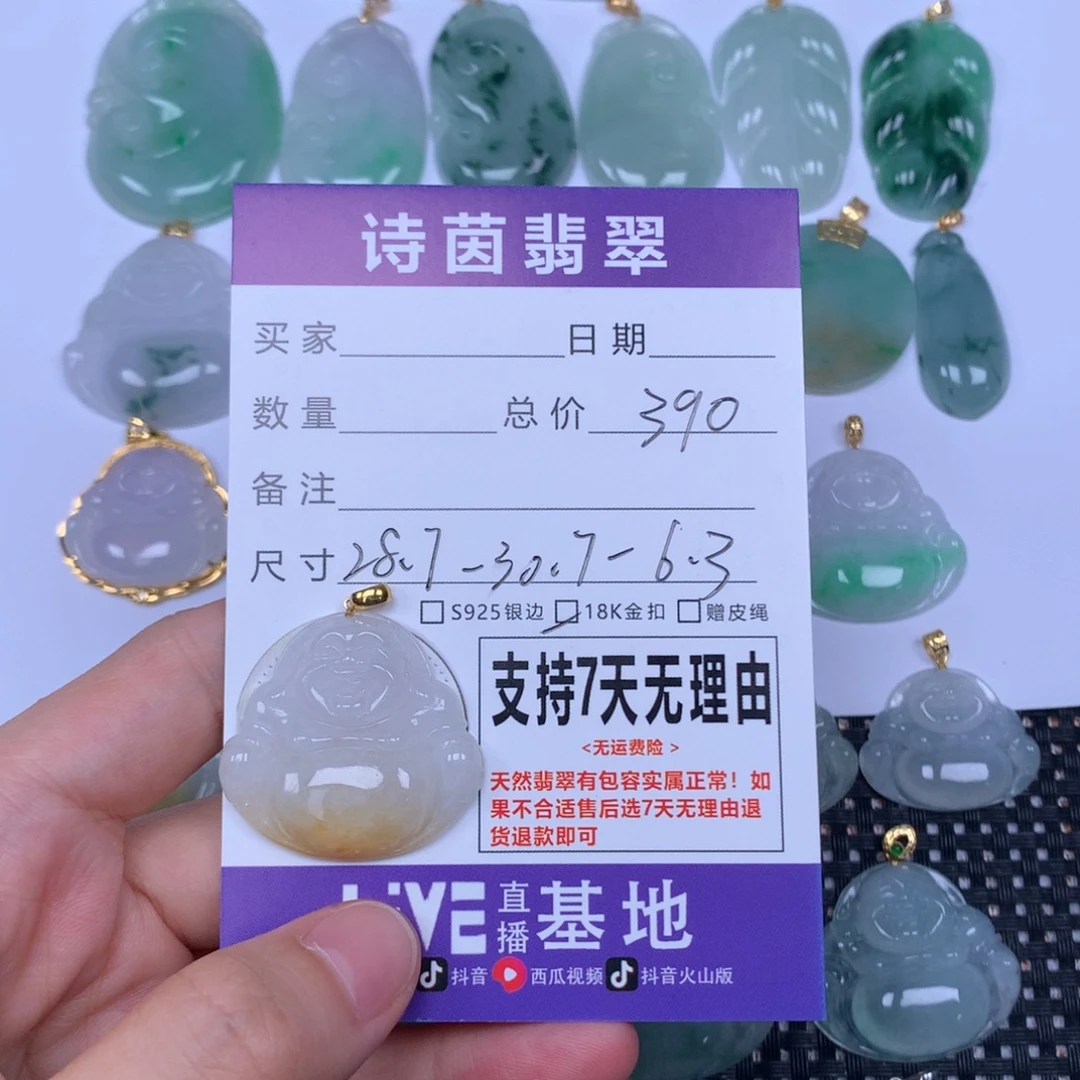 诗茵翡翠
买家 日期
数量 总价 390
备注
尺寸 28.7-30.7-6.3
S925银边 18K金扣 赠皮绳
支持7天无理由
<无运费险>
天然翡翠有包容实属正常！如
果不合适售后选7天无理由退
货退款即可
LiVE 直播 基地
抖音 西瓜视频 抖音火山版